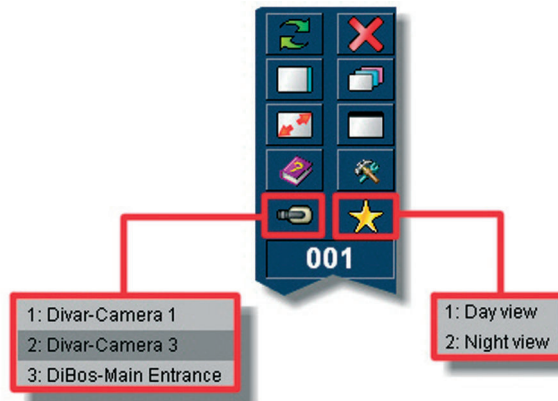 001
1: Divar-Camera 1
2: Divar-Camera 3
3: DiBos-Main Entrance
1: Day view
2: Night view